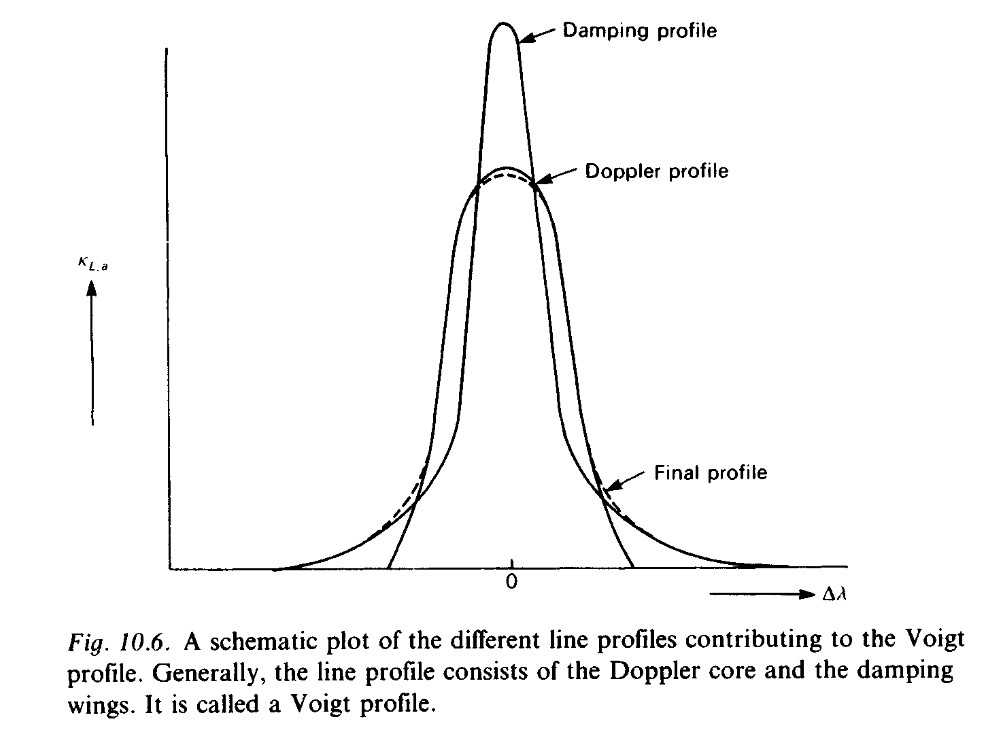 Damping profile
Doppler profile
κL.a
Final profile
0
Δλ
Fig. 10.6. A schematic plot of the different line profiles contributing to the Voigt
profile. Generally, the line profile consists of the Doppler core and the damping
wings. It is called a Voigt profile.